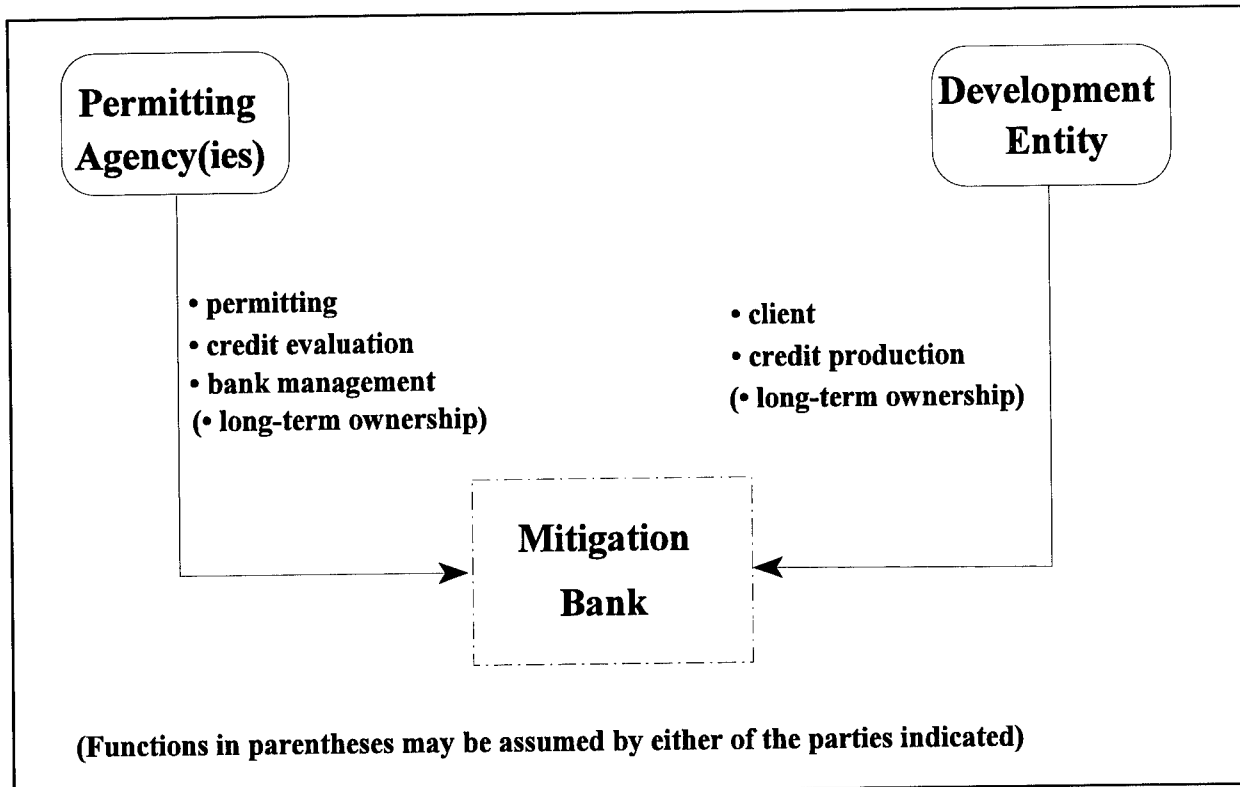 Permitting
Agency(ies)
Development
Entity
• permitting
• credit evaluation
• bank management
(• long-term ownership)
• client
• credit production
(• long-term ownership)
Mitigation
Bank
(Functions in parentheses may be assumed by either of the parties indicated)